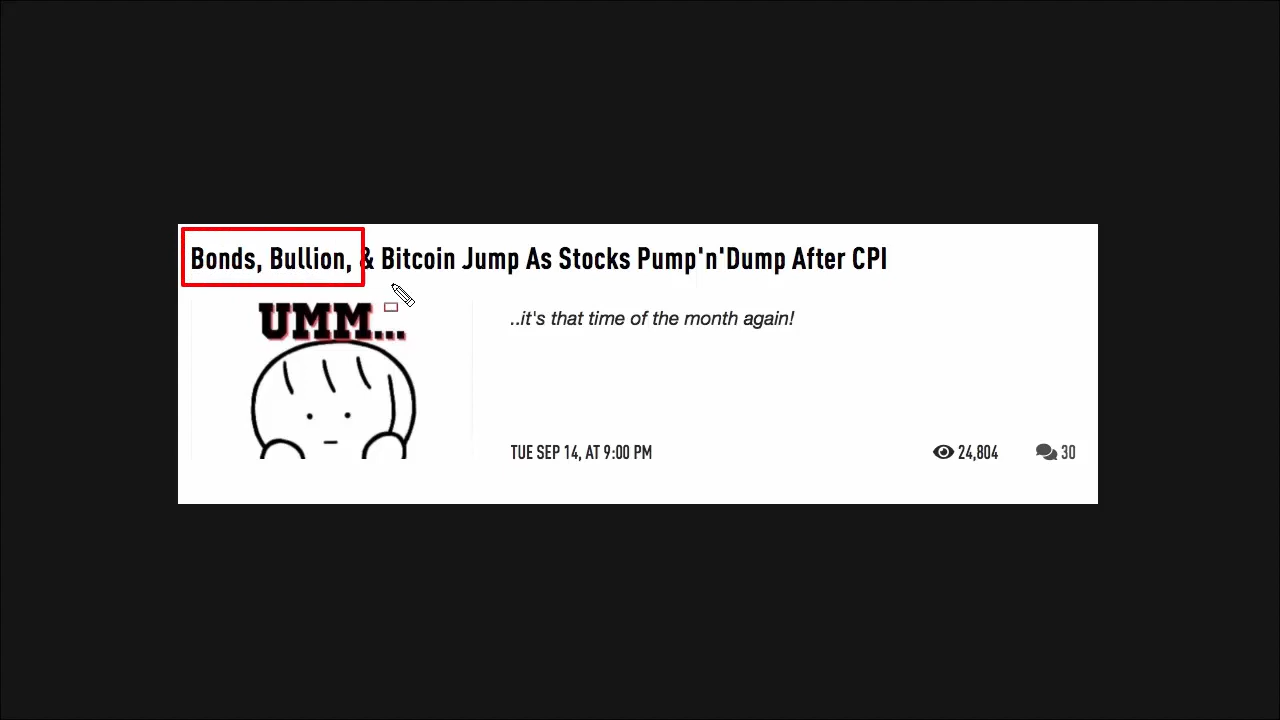 Bonds, Bullion, & Bitcoin Jump As Stocks Pump'n'Dump After CPI
UMM...
..it's that time of the month again!
TUE SEP 14, AT 9:00 PM 24,804 30